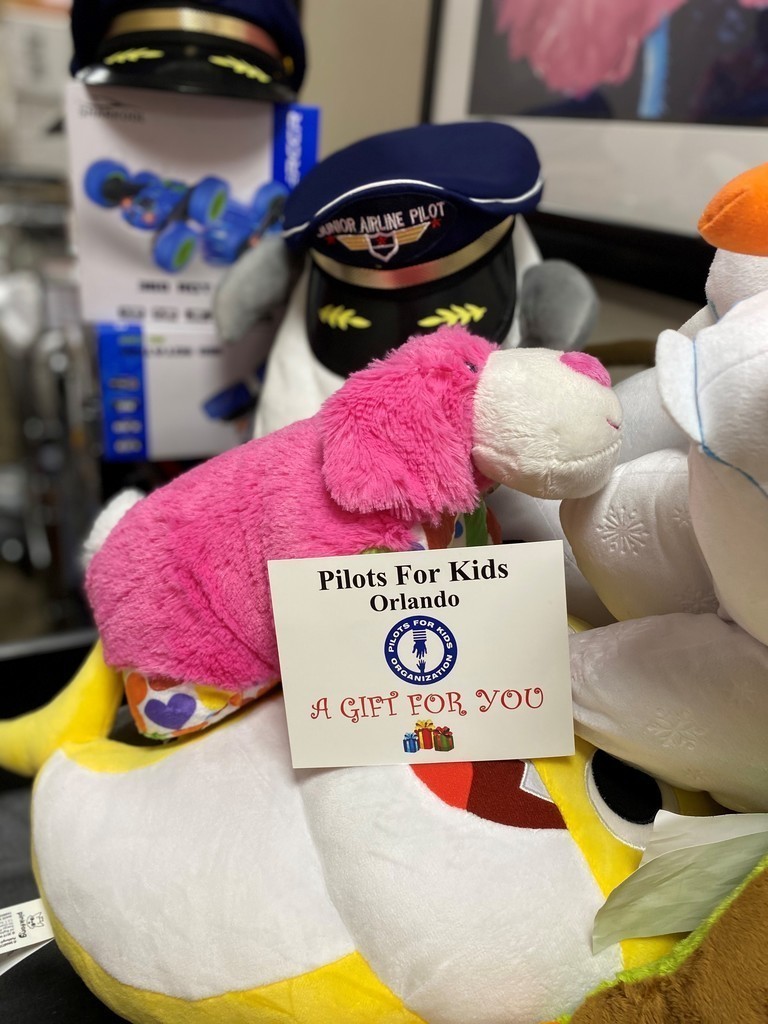 JUNIOR AIRLINE PILOT
Pilots For Kids
Orlando
PILOTS FOR KIDS
ORGANIZATION
A GIFT FOR YOU